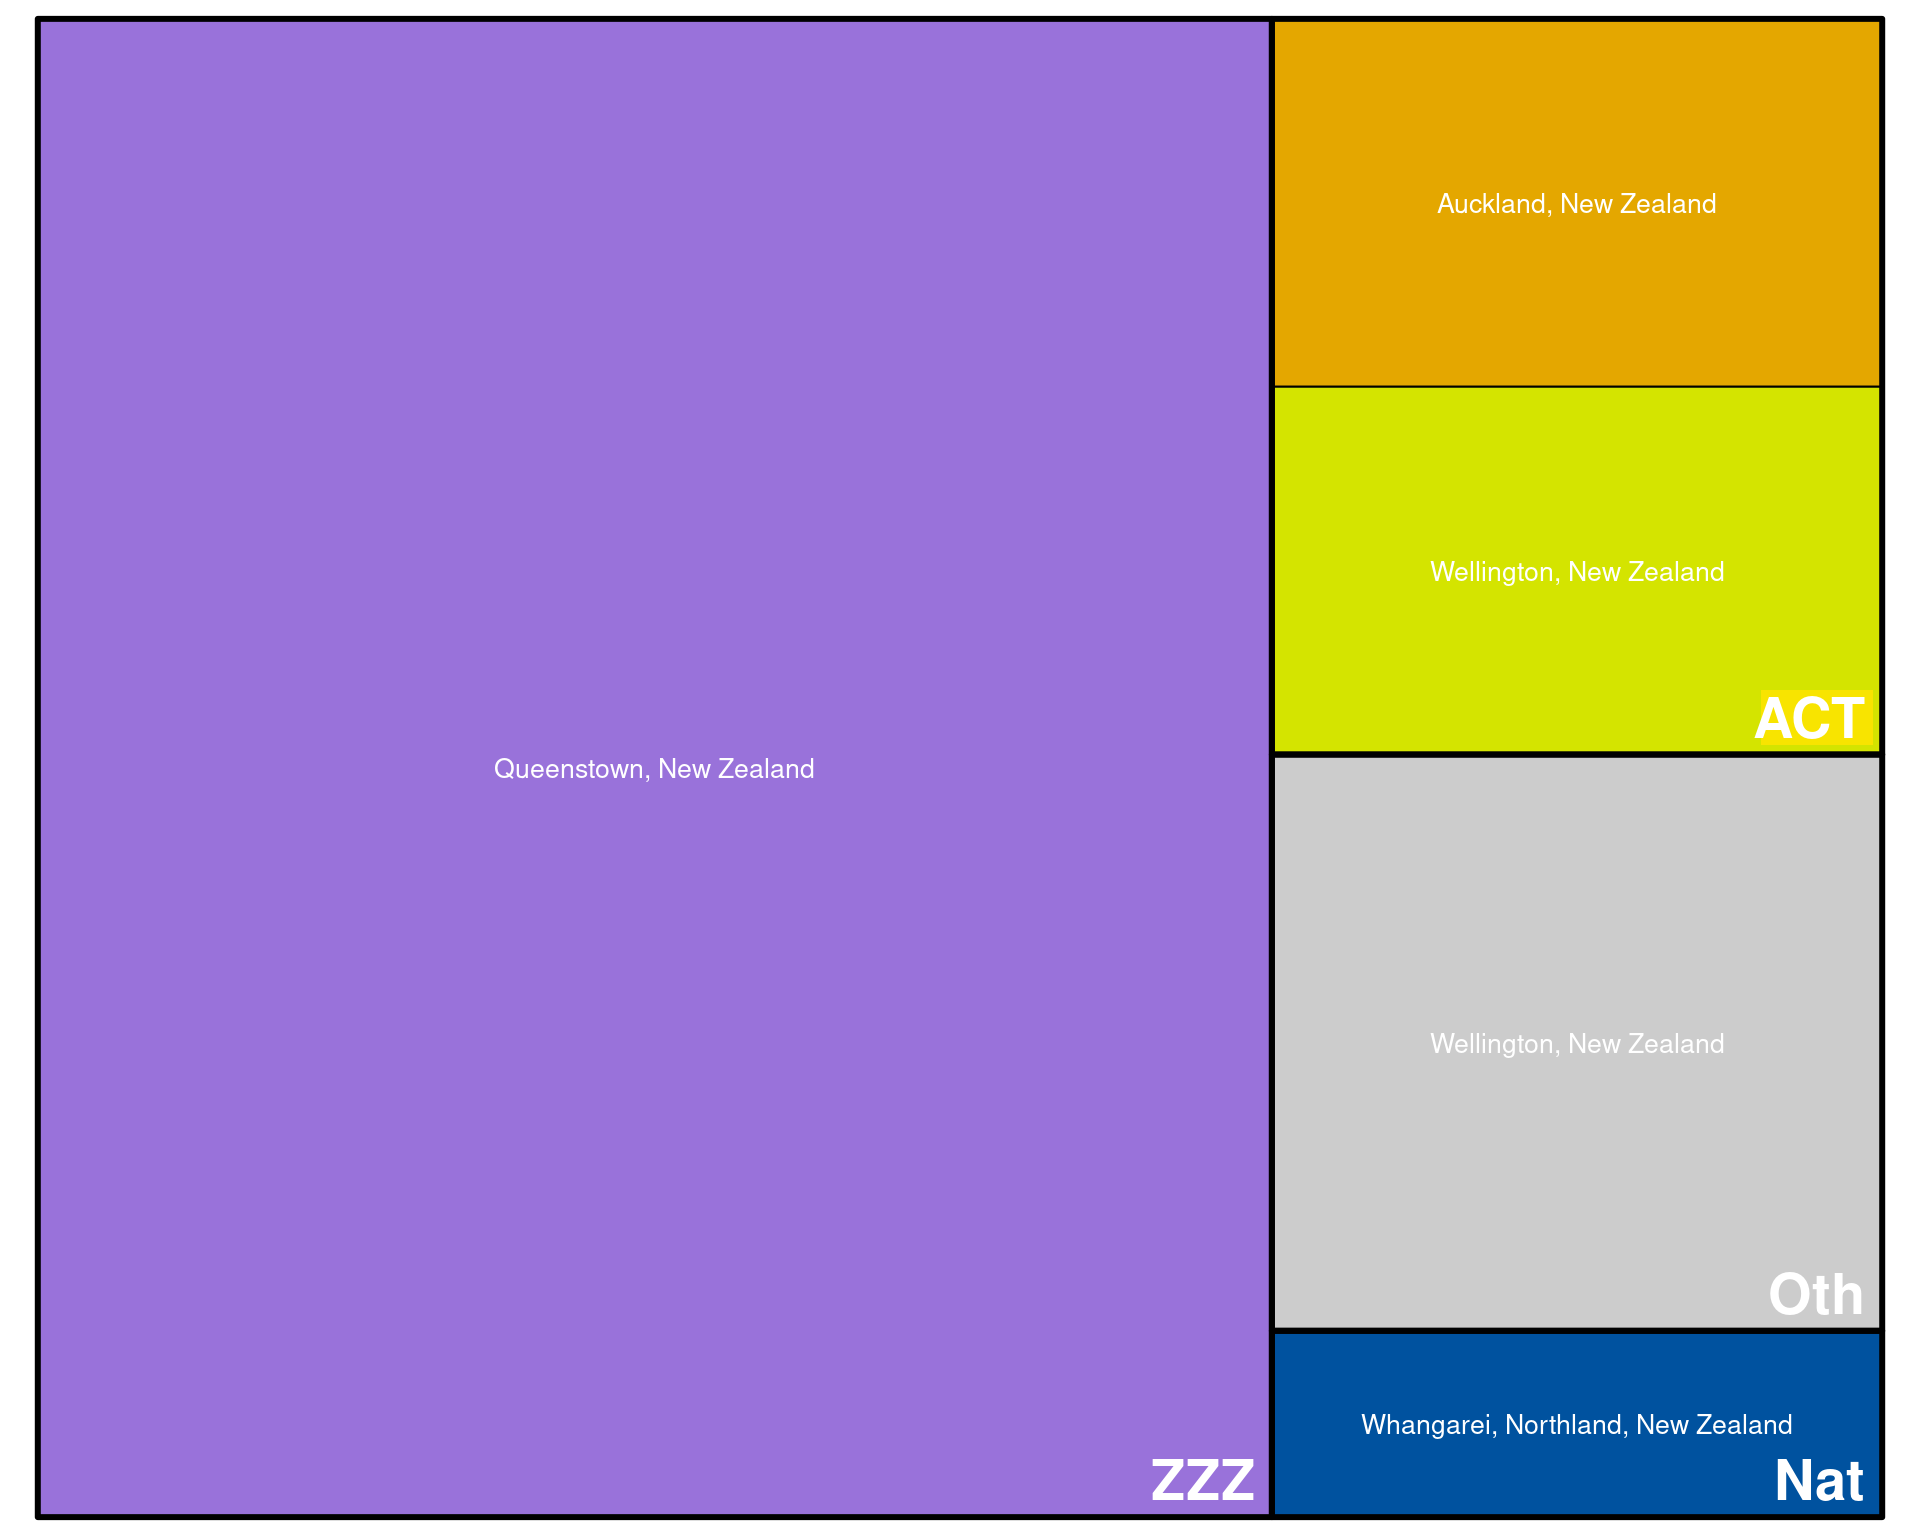 Queenstown, New Zealand
ZZZ
Auckland, New Zealand
Wellington, New Zealand
ACT
Wellington, New Zealand
Oth
Whangarei, Northland, New Zealand
Nat